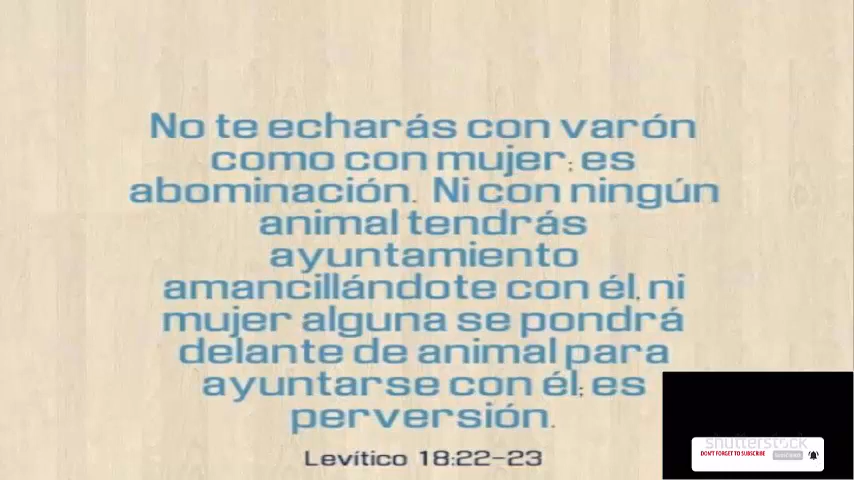 No te echarás con varón
como con mujer; es
abominación. Ni con ningún
animal tendrás
ayuntamiento
amancillándote con él, ni
mujer alguna se pondrá
delante de animal para
ayuntarse con él; es
perversión.
Levítico 18:22-23
shutterstock
DON'T FORGET TO SUBSCRIBE